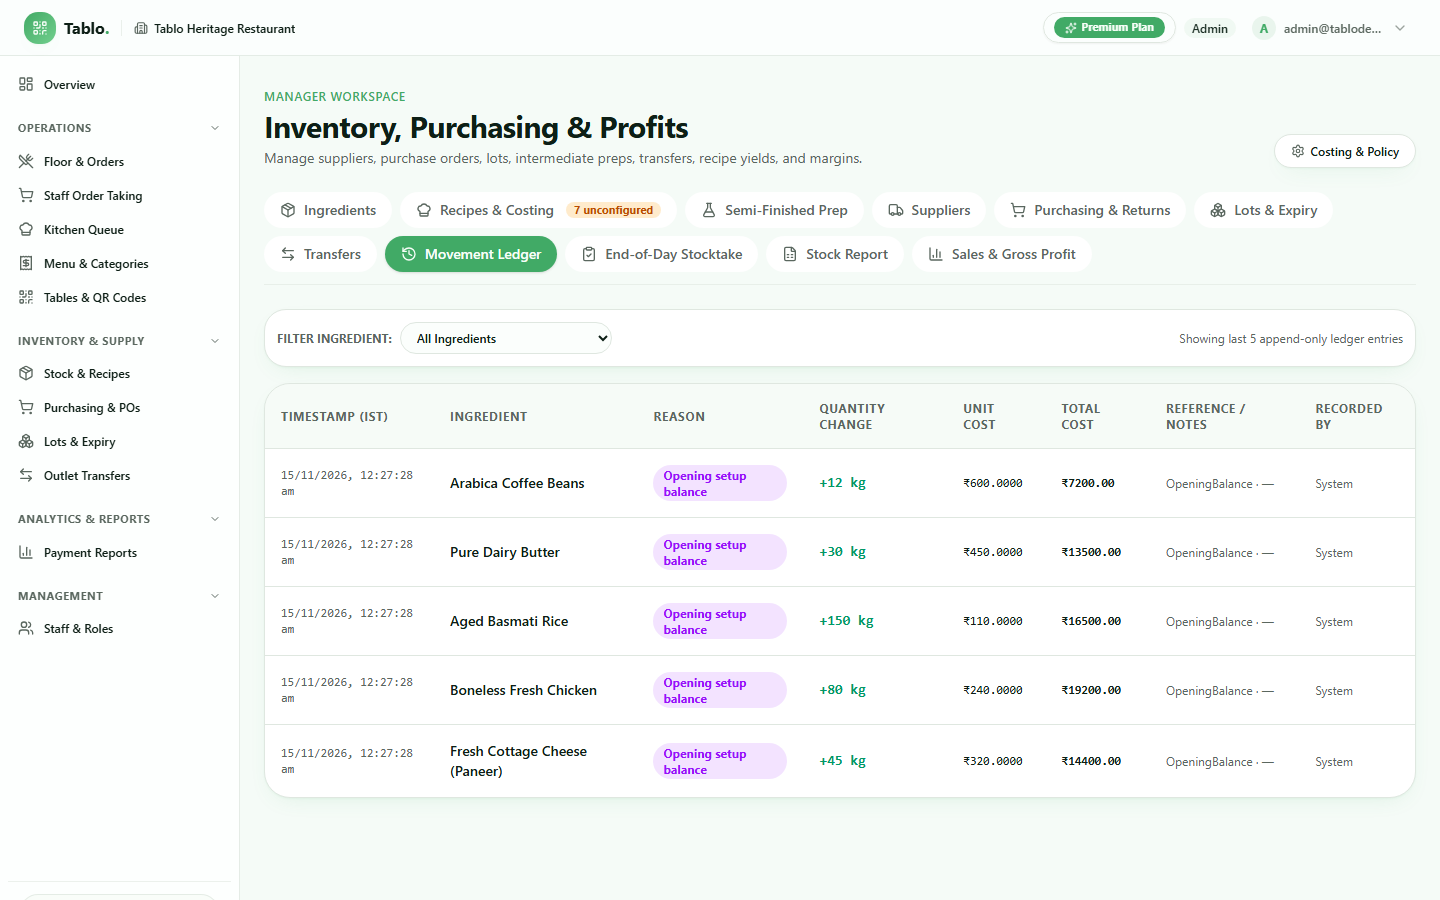 Tablo.
Tablo Heritage Restaurant
Premium Plan
Admin
A
admin@tablode...
Overview
OPERATIONS
Floor & Orders
Staff Order Taking
Kitchen Queue
Menu & Categories
Tables & QR Codes
INVENTORY & SUPPLY
Stock & Recipes
Purchasing & POs
Lots & Expiry
Outlet Transfers
ANALYTICS & REPORTS
Payment Reports
MANAGEMENT
Staff & Roles
MANAGER WORKSPACE
Inventory, Purchasing & Profits
Manage suppliers, purchase orders, lots, intermediate preps, transfers, recipe yields, and margins.
Costing & Policy
Ingredients
Recipes & Costing 7 unconfigured
Semi-Finished Prep
Suppliers
Purchasing & Returns
Lots & Expiry
Transfers
Movement Ledger
End-of-Day Stocktake
Stock Report
Sales & Gross Profit
FILTER INGREDIENT: All Ingredients
Showing last 5 append-only ledger entries
TIMESTAMP (IST) INGREDIENT REASON QUANTITY CHANGE UNIT COST TOTAL COST REFERENCE / NOTES RECORDED BY
15/11/2026, 12:27:28 am Arabica Coffee Beans Opening setup balance +12 kg ₹600.0000 ₹7200.00 OpeningBalance · — System
15/11/2026, 12:27:28 am Pure Dairy Butter Opening setup balance +30 kg ₹450.0000 ₹13500.00 OpeningBalance · — System
15/11/2026, 12:27:28 am Aged Basmati Rice Opening setup balance +150 kg ₹110.0000 ₹16500.00 OpeningBalance · — System
15/11/2026, 12:27:28 am Boneless Fresh Chicken Opening setup balance +80 kg ₹240.0000 ₹19200.00 OpeningBalance · — System
15/11/2026, 12:27:28 am Fresh Cottage Cheese (Paneer) Opening setup balance +45 kg ₹320.0000 ₹14400.00 OpeningBalance · — System